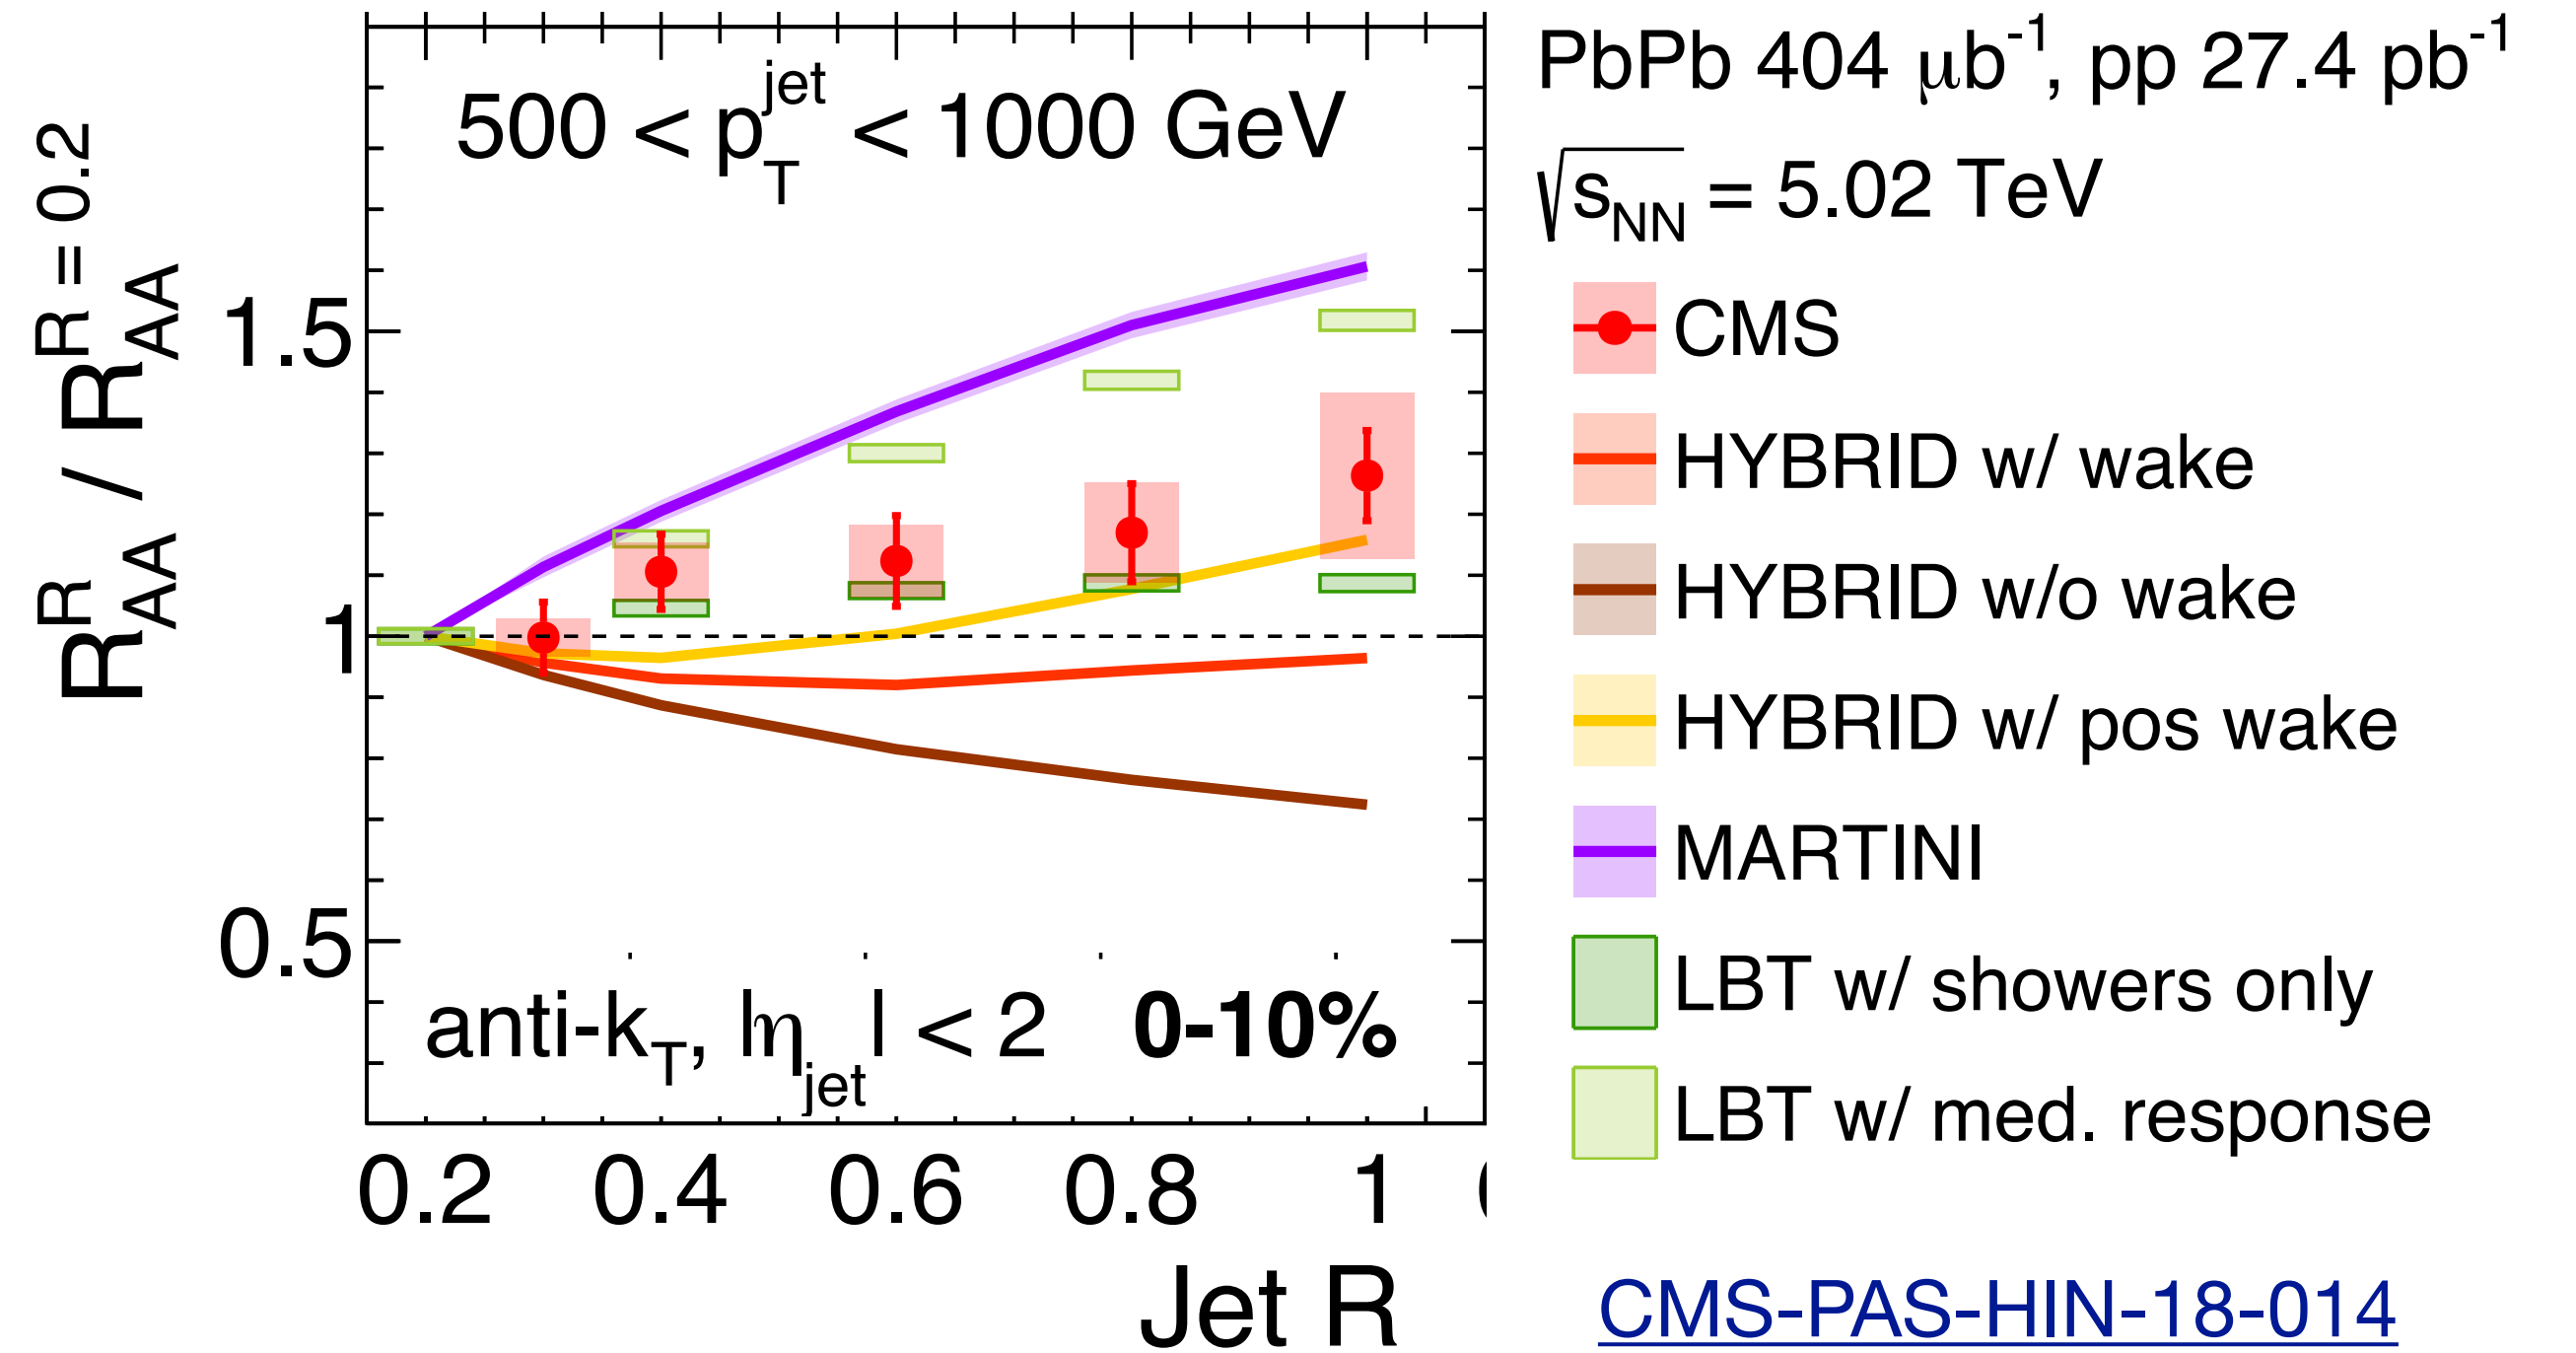 500 < p_T^jet < 1000 GeV
R_AA^R / R_AA^R = 0.2
1.5
1
0.5
anti-k_T, |η_jet| < 2 0-10%
0.2 0.4 0.6 0.8 1
Jet R
PbPb 404 μb^-1, pp 27.4 pb^-1
√s_NN = 5.02 TeV
CMS
HYBRID w/ wake
HYBRID w/o wake
HYBRID w/ pos wake
MARTINI
LBT w/ showers only
LBT w/ med. response
CMS-PAS-HIN-18-014